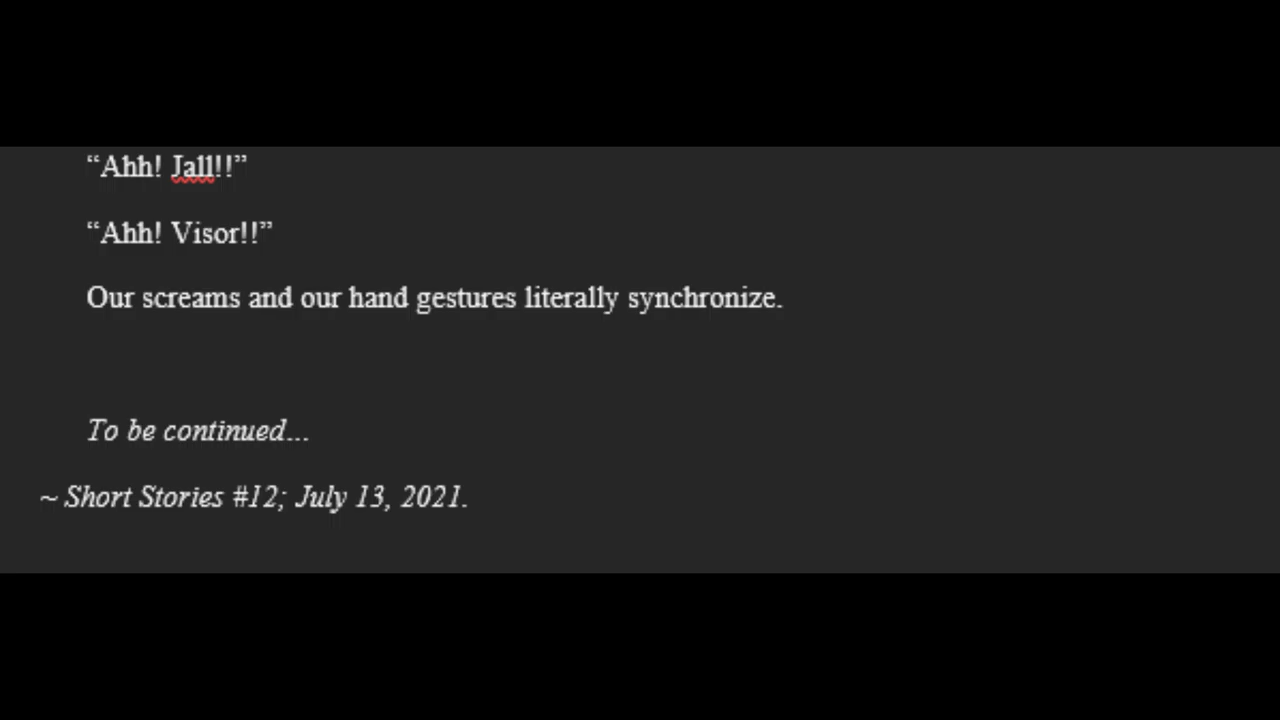 “Ahh! Jall!!”
“Ahh! Visor!!”
Our screams and our hand gestures literally synchronize.
To be continued...
~ Short Stories #12; July 13, 2021.